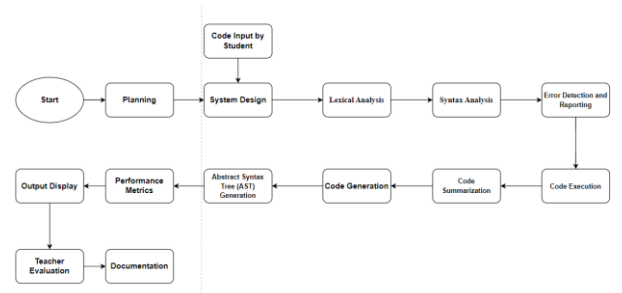 Code Input by
Student
Start
Planning
System Design
Lexical Analysis
Syntax Analysis
Error Detection and
Reporting
Output Display
Performance
Metrics
Abstract Syntax
Tree (AST)
Generation
Code Generation
Code
Summarization
Code Execution
Teacher
Evaluation
Documentation